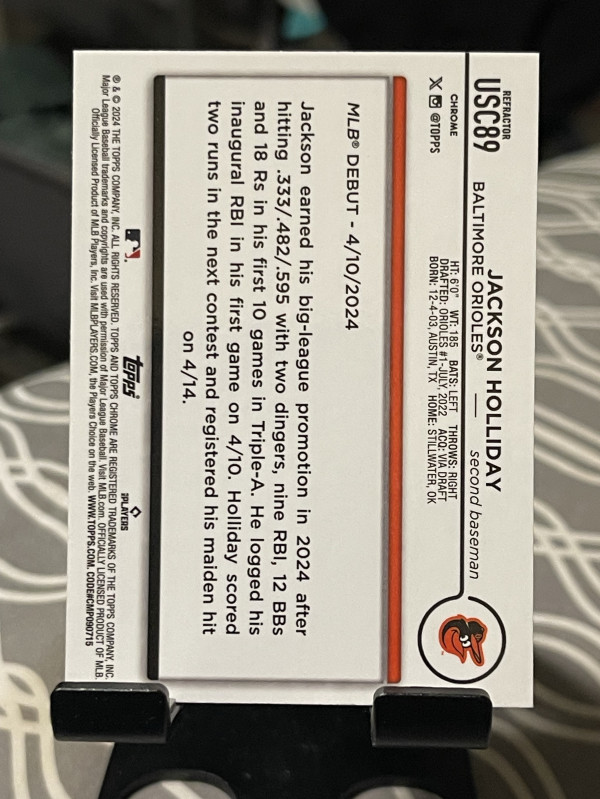 REFRACTOR
USC89
CHROME
@TOPPS
JACKSON HOLLIDAY
BALTIMORE ORIOLES® — second baseman
HT: 6'0" WT: 185 BATS: LEFT THROWS: RIGHT
DRAFTED: ORIOLES #1-JULY, 2022 ACQ: VIA DRAFT
BORN: 12-4-03, AUSTIN, TX HOME: STILLWATER, OK
MLB® DEBUT - 4/10/2024
Jackson earned his big-league promotion in 2024 after
hitting .333/.482/.595 with two dingers, nine RBI, 12 BBs
and 18 Rs in his first 10 games in Triple-A. He logged his
inaugural RBI in his first game on 4/10. Holliday scored
two runs in the next contest and registered his maiden hit
on 4/14.
topps®
PLAYERS
® & © 2024 THE TOPPS COMPANY, INC. ALL RIGHTS RESERVED. TOPPS AND TOPPS CHROME ARE REGISTERED TRADEMARKS OF THE TOPPS COMPANY, INC.
Major League Baseball trademarks and copyrights are used with permission of Major League Baseball. Visit MLB.com. OFFICIALLY LICENSED PRODUCT OF MLB
Officially Licensed Product of MLB Players, Inc. Visit MLBPLAYERS.COM, the Players Choice on the web. WWW.TOPPS.COM. CODE#CMP090715